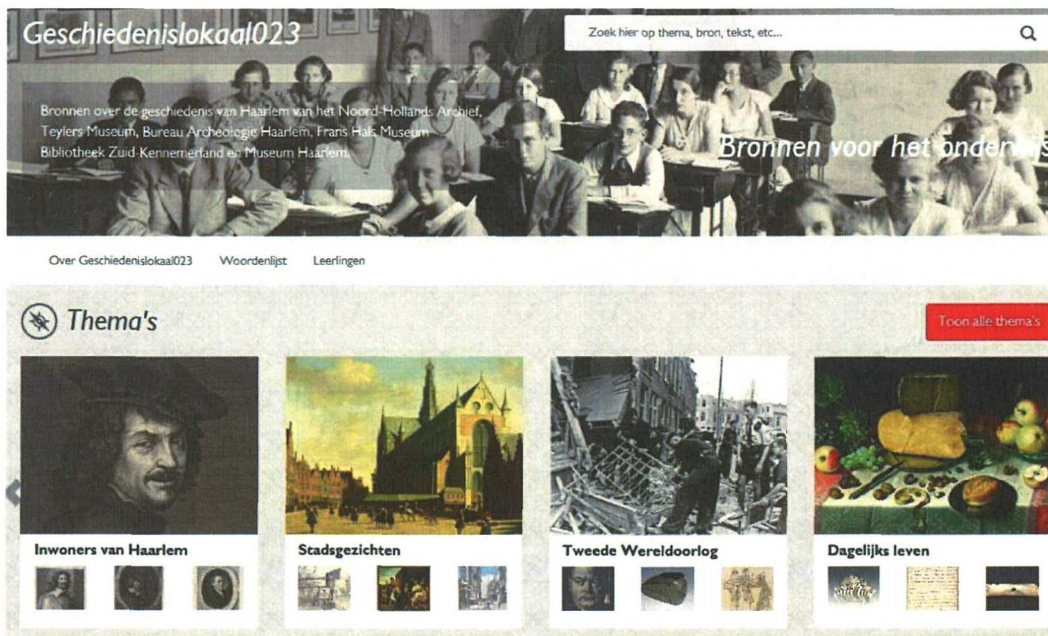 Geschiedenislokaal023
Zoek hier op thema, bron, tekst, etc...
Bronnen over de geschiedenis van Haarlem van het Noord-Hollands Archief,
Teylers Museum, Bureau Archeologie Haarlem, Frans Hals Museum
Bibliotheek Zuid-Kennemerland en Museum Haarlem.
Bronnen voor het onderwijs
Over Geschiedenislokaal023 Woordenlijst Leerlingen
Thema's
Toon alle thema's
Inwoners van Haarlem
Stadsgezichten
Tweede Wereldoorlog
Dagelijks leven